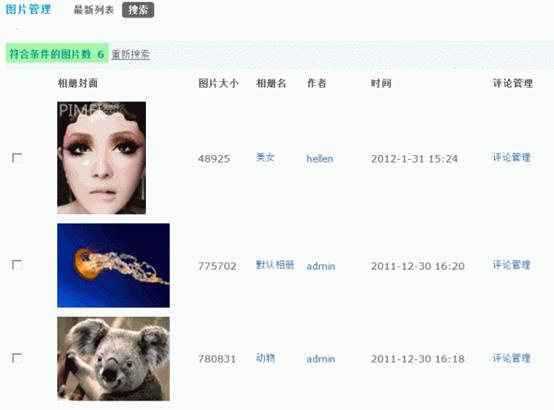 图片管理 最新列表 搜索
符合条件的图片数 6 重新搜索
相册封面 图片大小 相册名 作者 时间 评论管理
48925 美女 hellen 2012-1-31 15:24 评论管理
775702 默认相册 admin 2011-12-30 16:20 评论管理
780831 动物 admin 2011-12-30 16:18 评论管理